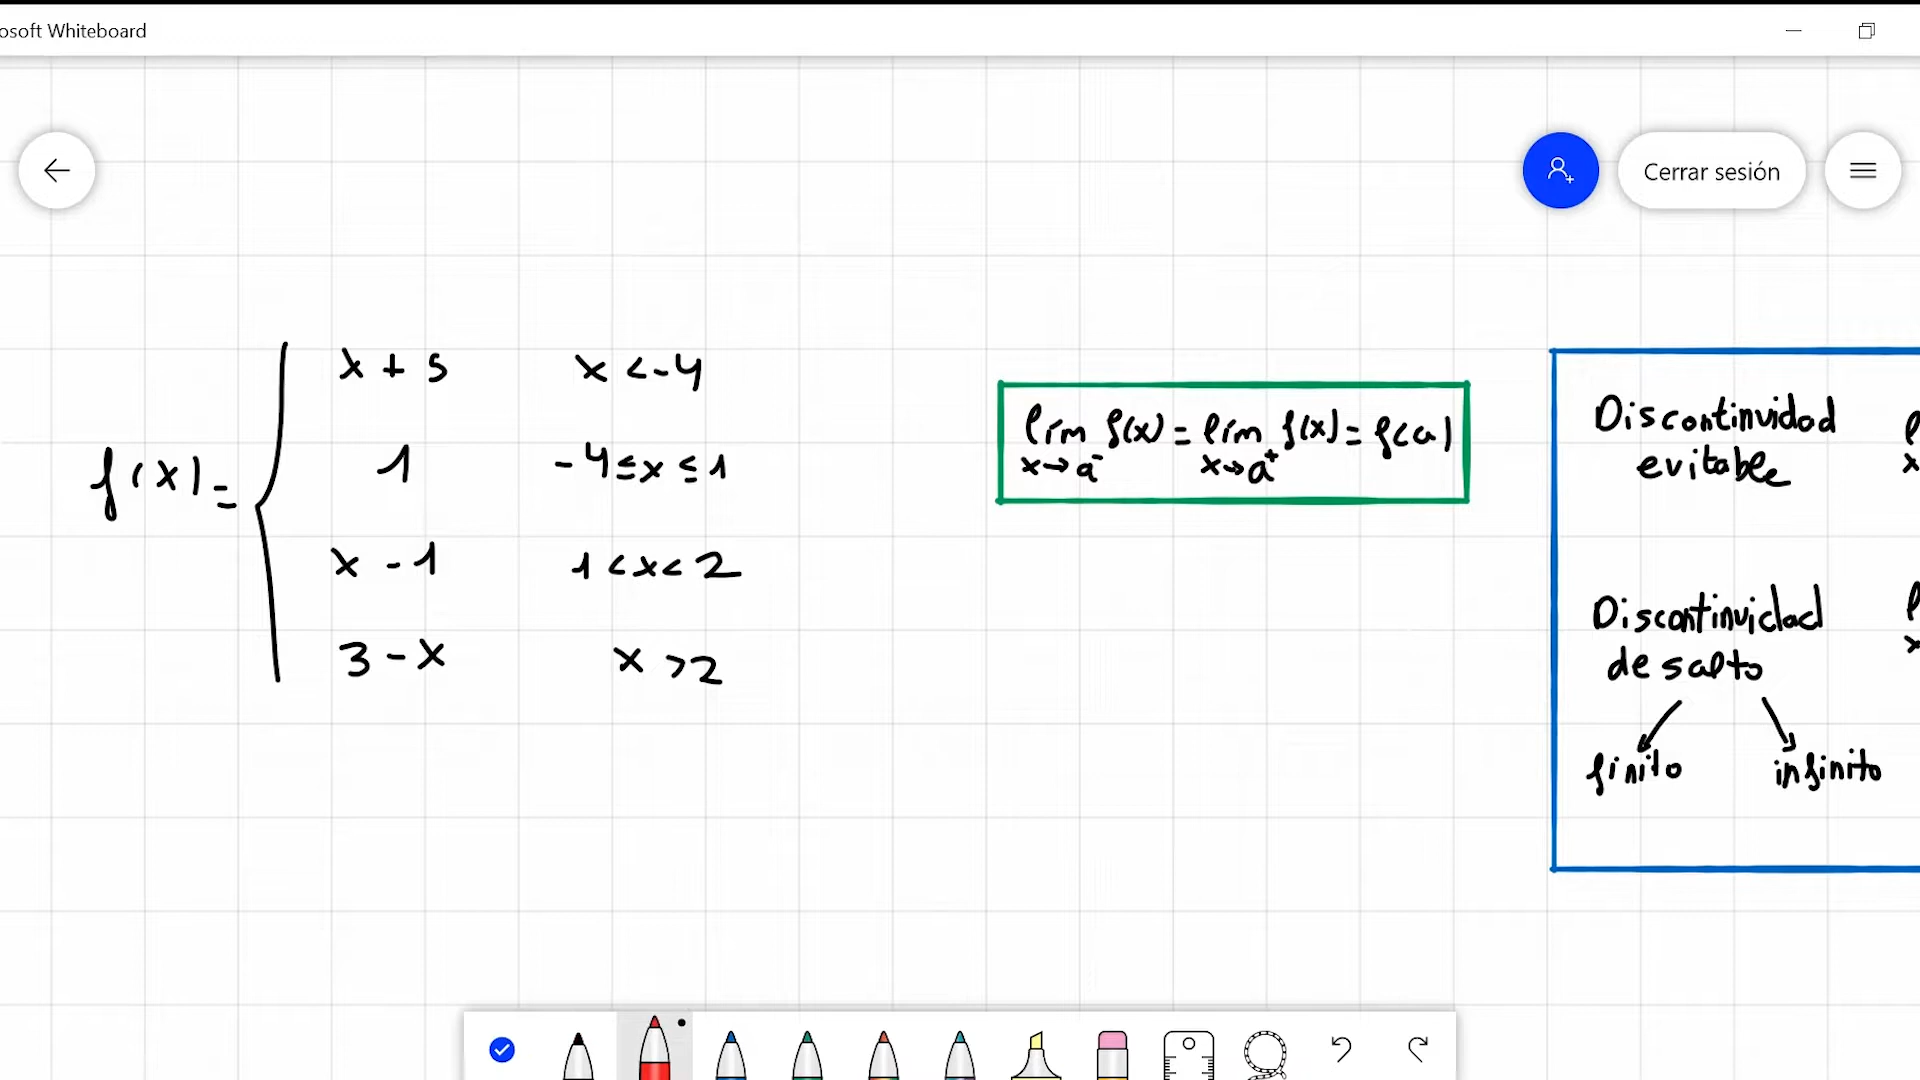 osoft Whiteboard
Cerrar sesión
f(x)=
x + 5 x < -4
1 -4 ≤ x ≤ 1
x - 1 1 < x < 2
3 - x x > 2
lím f(x) = lím f(x) = f(a)
x→a⁻ x→a⁺
Discontinuidad
evitable
Discontinuidad
de salto
finito infinito